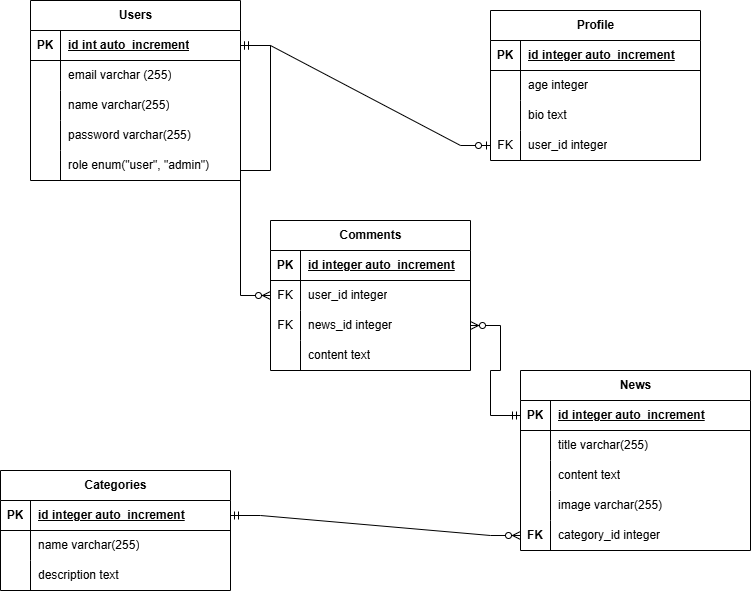 Users
PK id int auto_increment
email varchar (255)
name varchar(255)
password varchar(255)
role enum("user", "admin")
Profile
PK id integer auto_increment
age integer
bio text
FK user_id integer
Comments
PK id integer auto_increment
FK user_id integer
FK news_id integer
content text
News
PK id integer auto_increment
title varchar(255)
content text
image varchar(255)
FK category_id integer
Categories
PK id integer auto_increment
name varchar(255)
description text